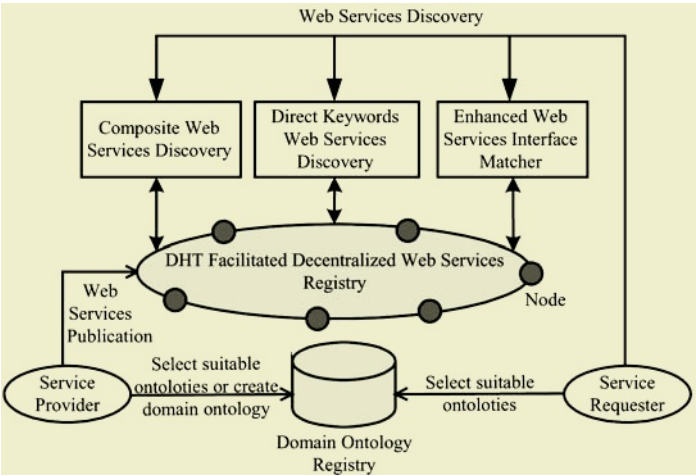 Web Services Discovery
Composite Web
Services Discovery
Direct Keywords
Web Services
Discovery
Enhanced Web
Services Interface
Matcher
DHT Facilitated Decentralized Web Services
Registry
Node
Web
Services
Publication
Service
Provider
Select suitable
ontoloties or create
domain ontology
Select suitable
ontoloties
Service
Requester
Domain Ontology
Registry